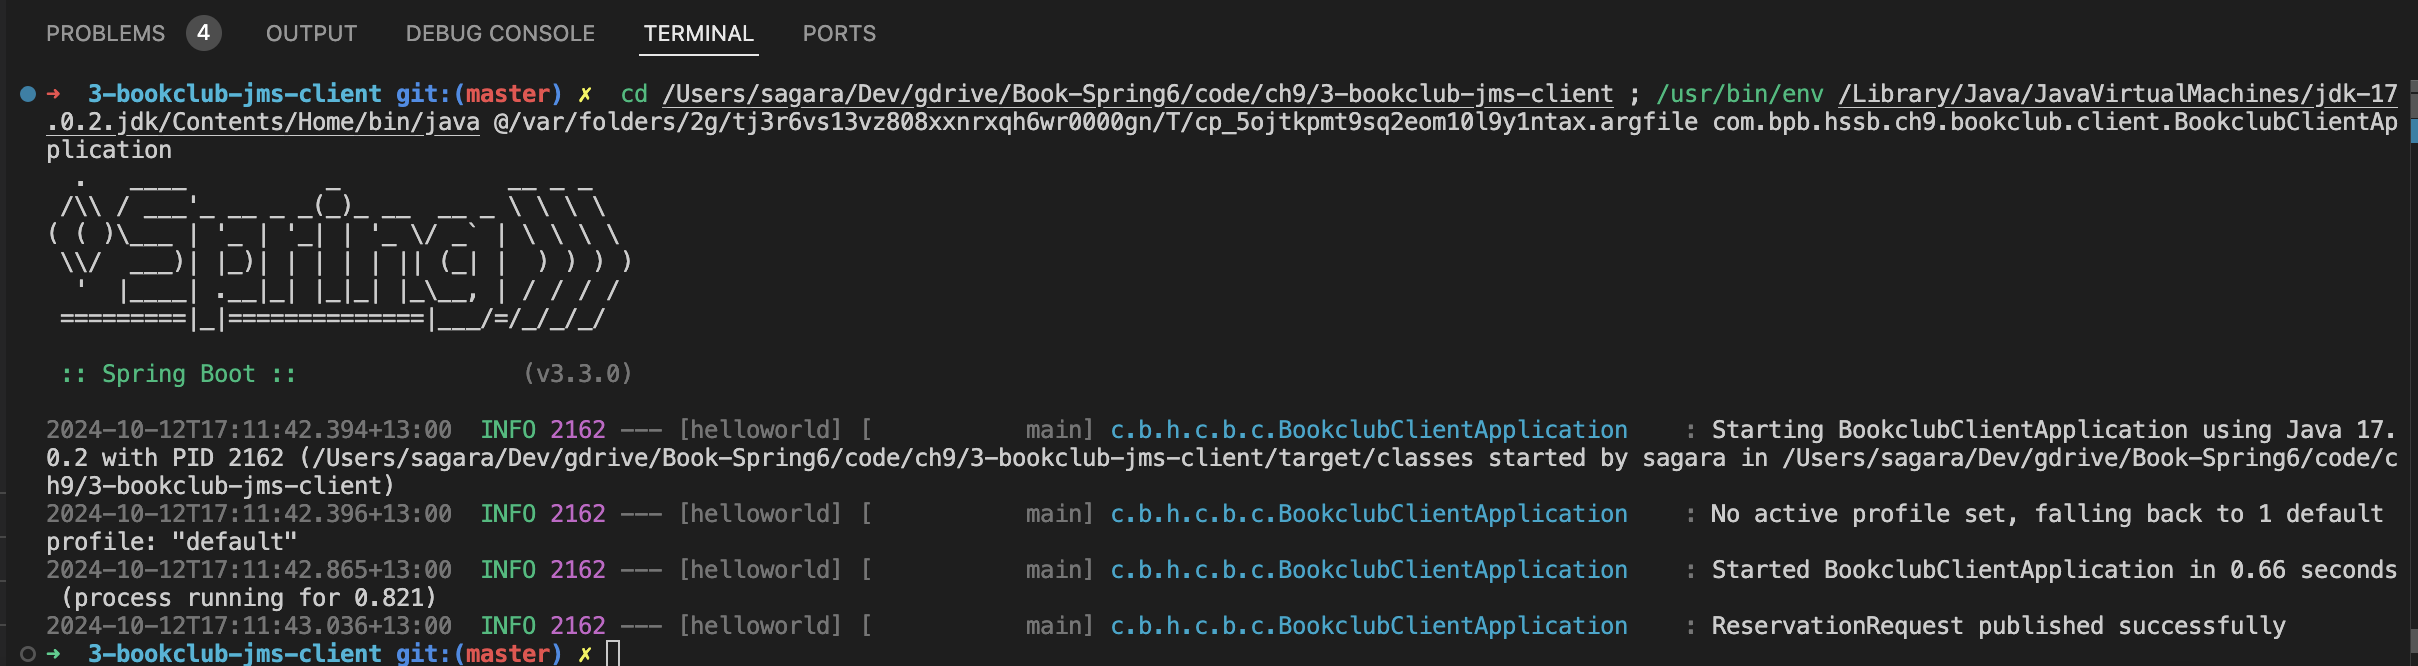 PROBLEMS 4 OUTPUT DEBUG CONSOLE TERMINAL PORTS
➜  3-bookclub-jms-client git:(master) ✗  cd /Users/sagara/Dev/gdrive/Book-Spring6/code/ch9/3-bookclub-jms-client ; /usr/bin/env /Library/Java/JavaVirtualMachines/jdk-17
.0.2.jdk/Contents/Home/bin/java @/var/folders/2g/tj3r6vs13vz808xxnrxqh6wr0000gn/T/cp_5ojtkpmt9sq2eom10l9y1ntax.argfile com.bpb.hssb.ch9.bookclub.client.BookclubClientAp
plication
  .   ____          _            __ _ _
 /\\ / ___'_ __ _ _(_)_ __  __ _ \ \ \ \
( ( )\___ | '_ | '_| | '_ \/ _` | \ \ \ \
 \\/  ___)| |_)| | | | | || (_| |  ) ) ) )
  '  |____| .__|_| |_|_| |_\__, | / / / /
 =========|_|==============|___/=/_/_/_/
 :: Spring Boot ::                (v3.3.0)
2024-10-12T17:11:42.394+13:00  INFO 2162 --- [helloworld] [           main] c.b.h.c.b.c.BookclubClientApplication    : Starting BookclubClientApplication using Java 17.
0.2 with PID 2162 (/Users/sagara/Dev/gdrive/Book-Spring6/code/ch9/3-bookclub-jms-client/target/classes started by sagara in /Users/sagara/Dev/gdrive/Book-Spring6/code/c
h9/3-bookclub-jms-client)
2024-10-12T17:11:42.396+13:00  INFO 2162 --- [helloworld] [           main] c.b.h.c.b.c.BookclubClientApplication    : No active profile set, falling back to 1 default
profile: "default"
2024-10-12T17:11:42.865+13:00  INFO 2162 --- [helloworld] [           main] c.b.h.c.b.c.BookclubClientApplication    : Started BookclubClientApplication in 0.66 seconds
 (process running for 0.821)
2024-10-12T17:11:43.036+13:00  INFO 2162 --- [helloworld] [           main] c.b.h.c.b.c.BookclubClientApplication    : ReservationRequest published successfully
➜  3-bookclub-jms-client git:(master) ✗